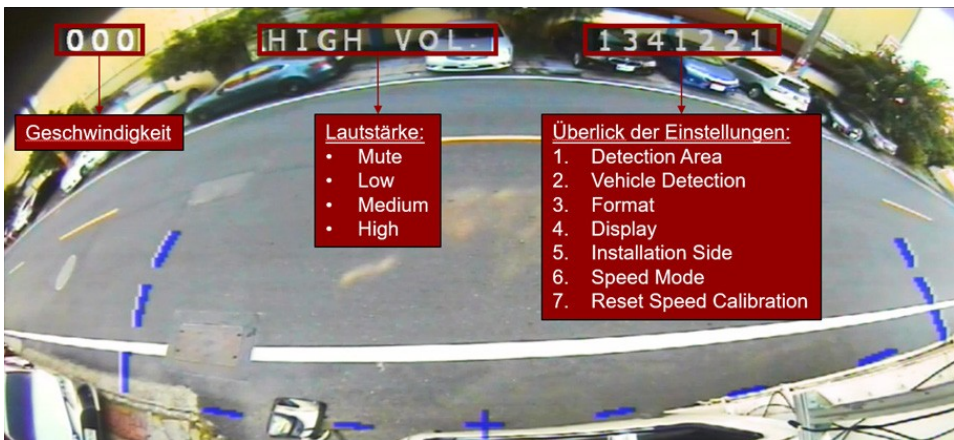 000
HIGH VOL.
1341221
Geschwindigkeit
Lautstärke:
• Mute
• Low
• Medium
• High
Überlick der Einstellungen:
1. Detection Area
2. Vehicle Detection
3. Format
4. Display
5. Installation Side
6. Speed Mode
7. Reset Speed Calibration